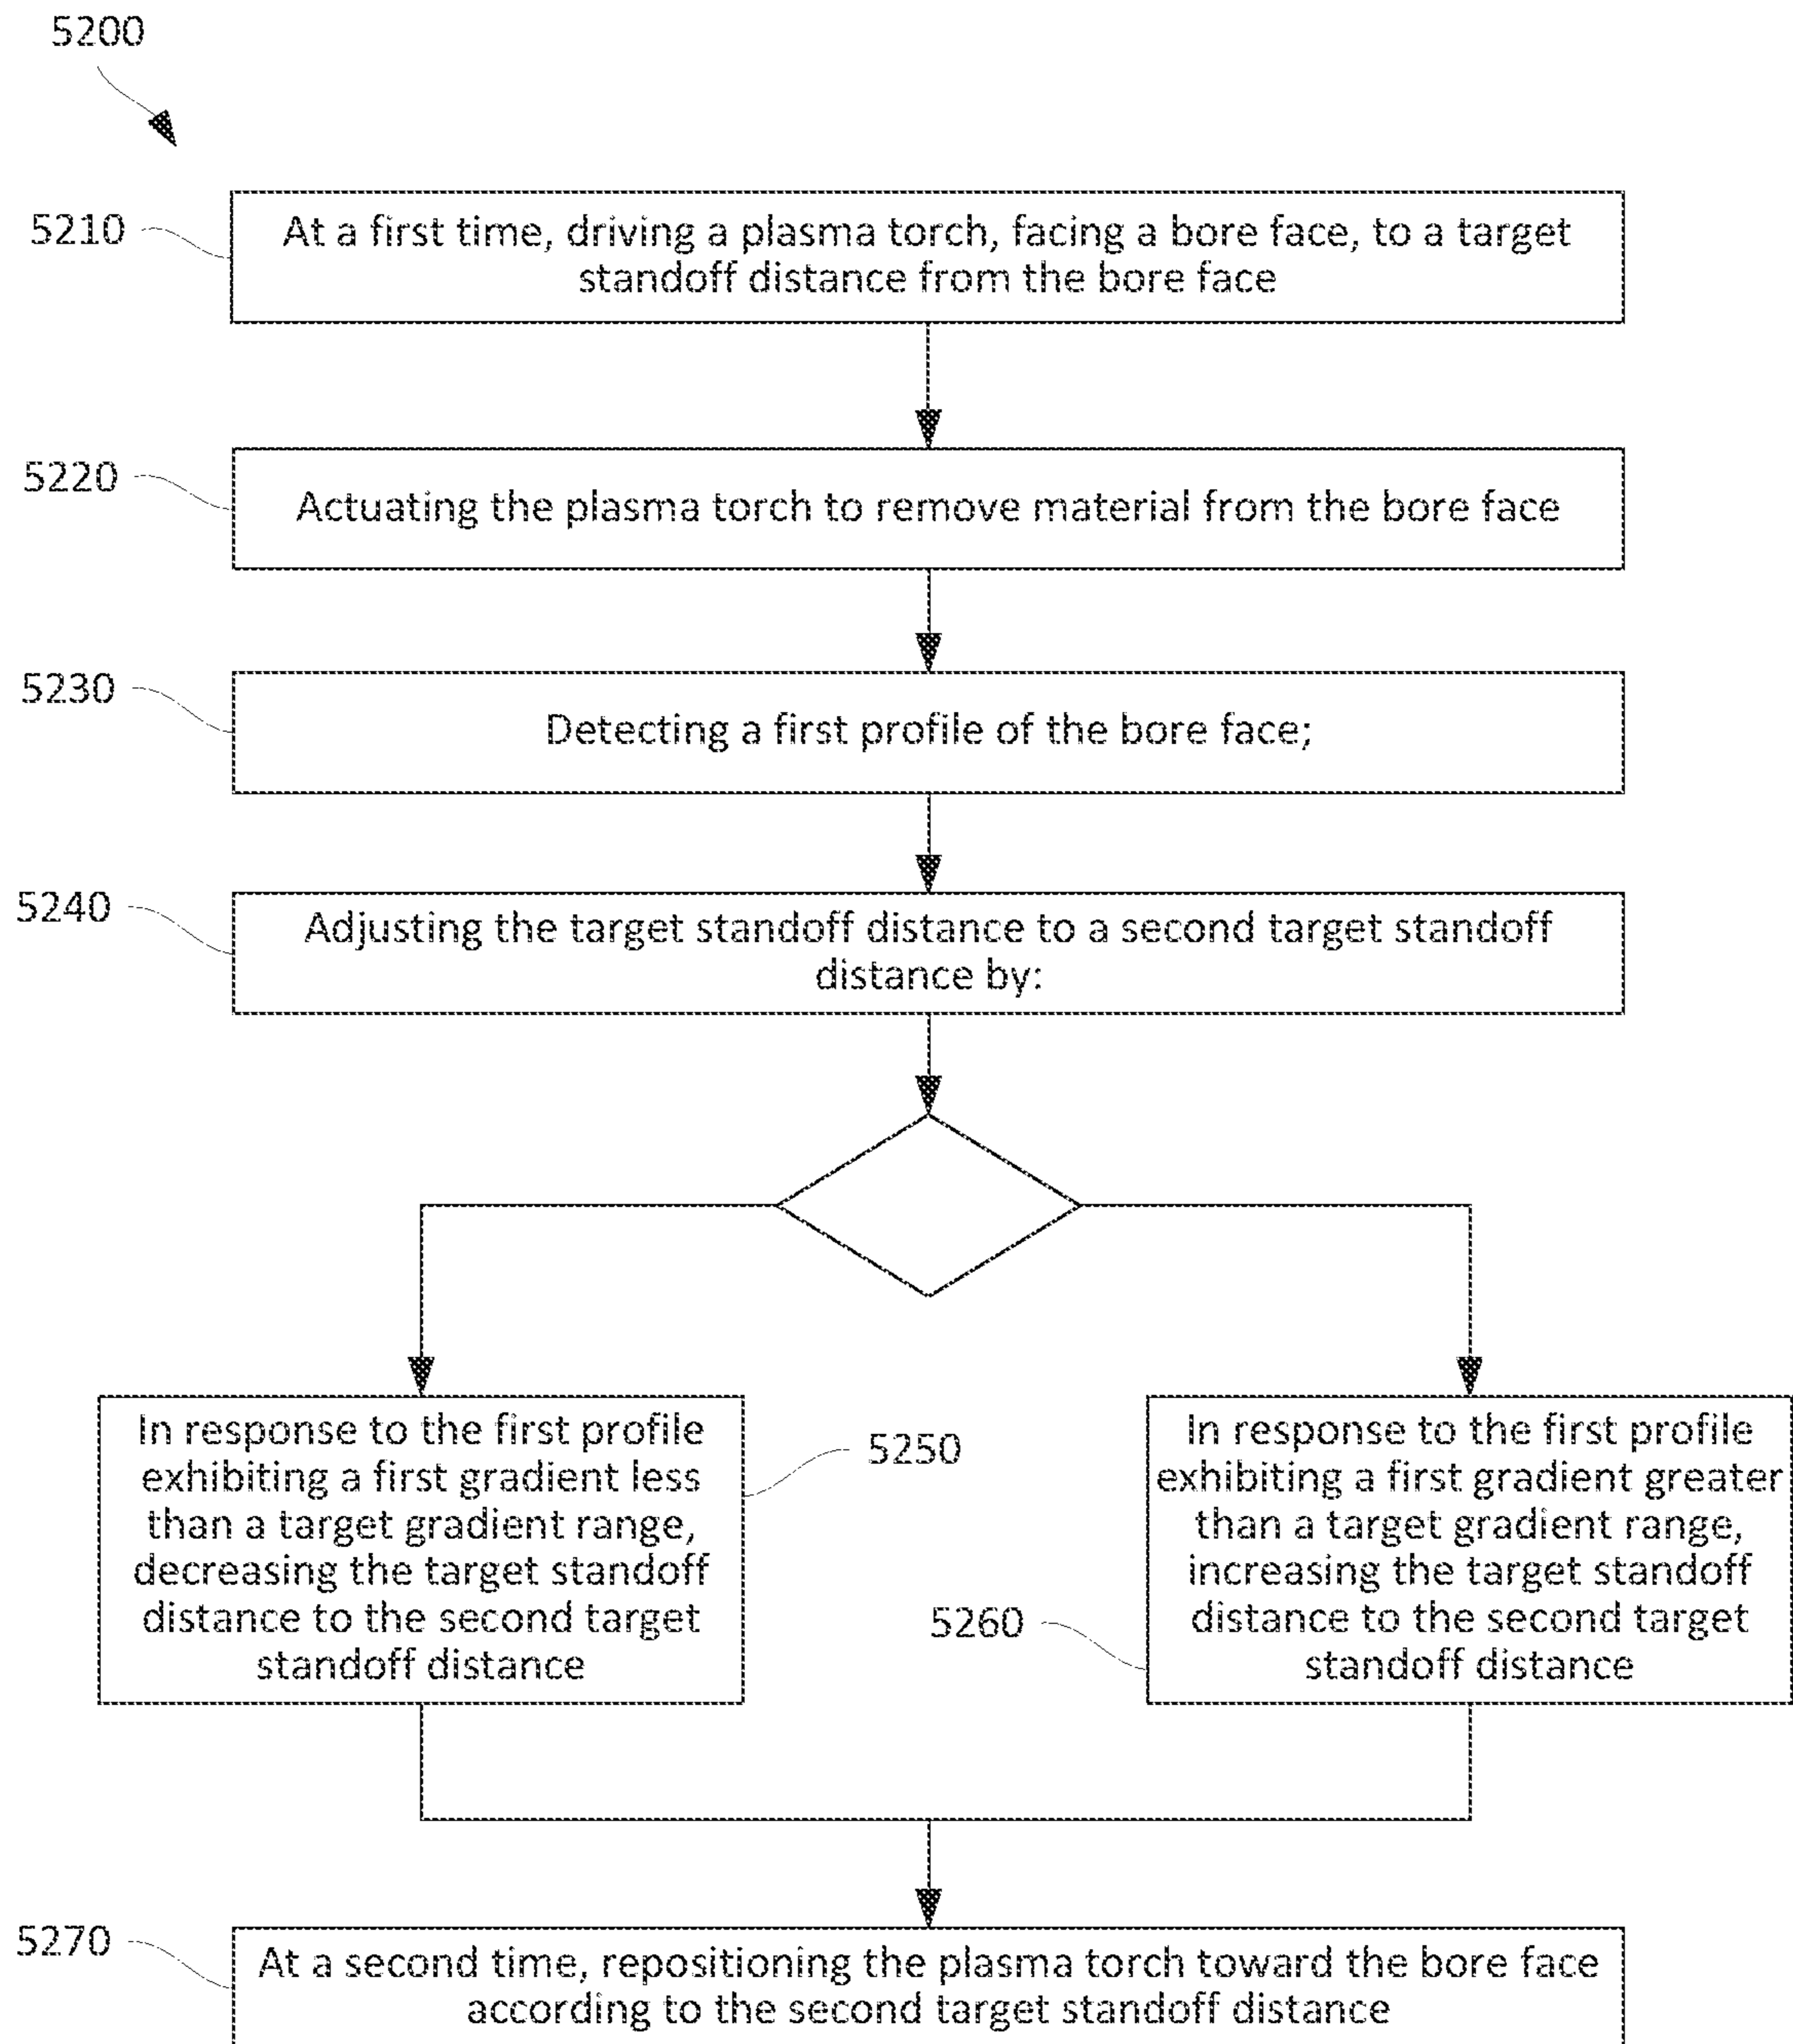 5200
5210
At a first time, driving a plasma torch, facing a bore face, to a target
standoff distance from the bore face
5220
Actuating the plasma torch to remove material from the bore face
5230
Detecting a first profile of the bore face;
5240
Adjusting the target standoff distance to a second target standoff
distance by:
In response to the first profile
exhibiting a first gradient less
than a target gradient range,
decreasing the target standoff
distance to the second target
standoff distance
5250
In response to the first profile
exhibiting a first gradient greater
than a target gradient range,
increasing the target standoff
distance to the second target
standoff distance
5260
5270
At a second time, repositioning the plasma torch toward the bore face
according to the second target standoff distance